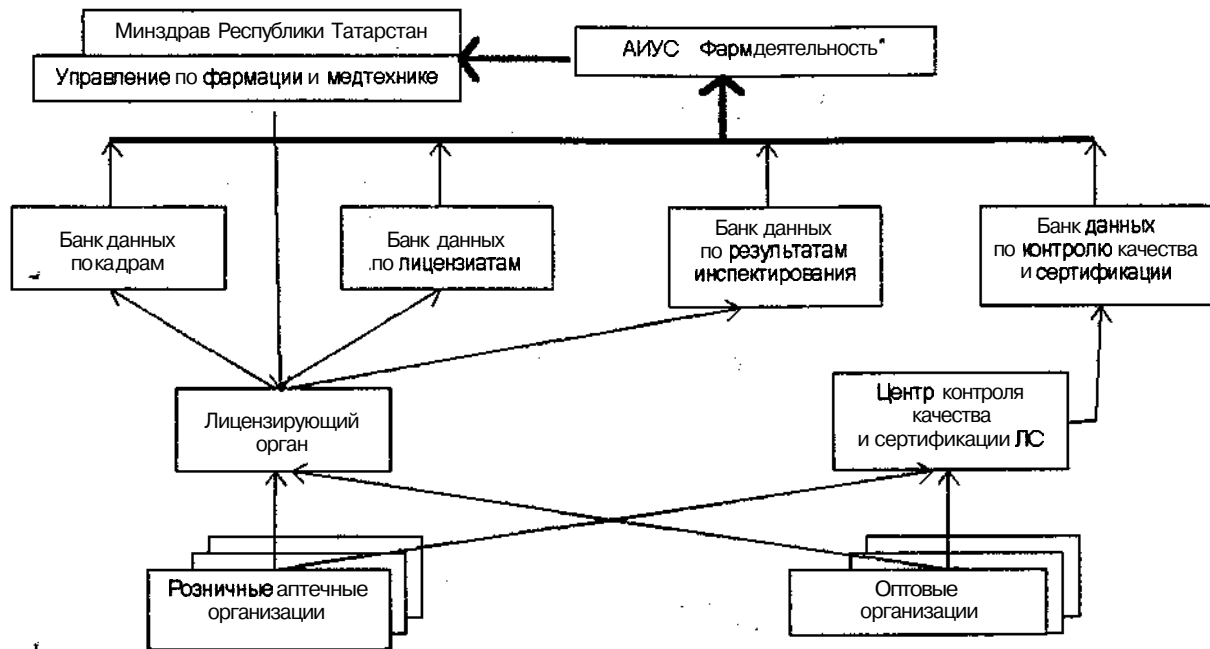 Минздрав Республики Татарстан
Управление по фармации и медтехнике
АИУС Фармдеятельность"
Банк данных
по кадрам
Банк данных
по лицензиатам
Банк данных
по результатам
инспектирования
Банк данных
по контролю качества
и сертификации
Лицензирующий
орган
Центр контроля
качества
и сертификации ЛС
Розничные аптечные
организации
Оптовые
организации